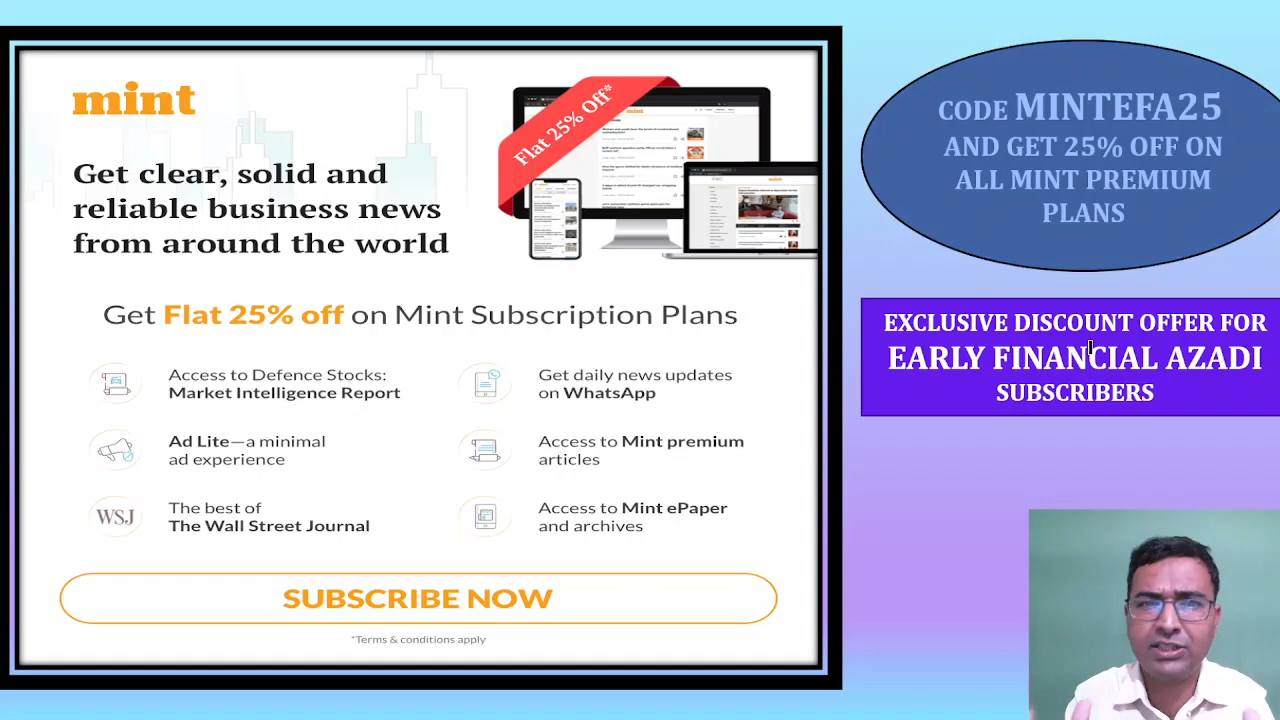 mint
Get clear, solid and
reliable business news
from around the world
Flat 25% Off*
Get Flat 25% off on Mint Subscription Plans
Access to Defence Stocks:
Market Intelligence Report
Get daily news updates
on WhatsApp
Ad Lite—a minimal
ad experience
Access to Mint premium
articles
WSJ
The best of
The Wall Street Journal
Access to Mint ePaper
and archives
SUBSCRIBE NOW
*Terms & conditions apply
CODE MINTEFA25
AND GET 25% OFF ON
ALL MINT PREMIUM
PLANS
EXCLUSIVE DISCOUNT OFFER FOR
EARLY FINANCIAL AZADI
SUBSCRIBERS